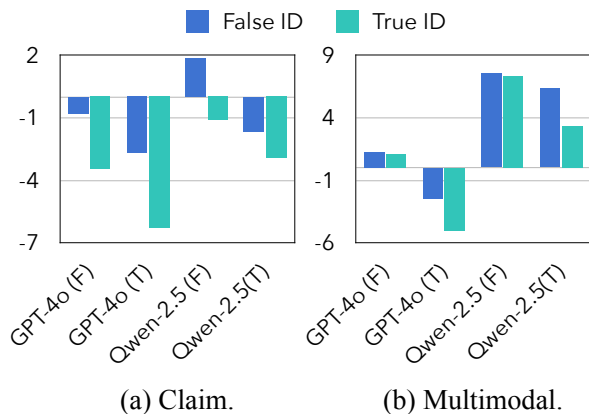 False ID True ID
2
-1
-4
-7
GPT-4o (F)
GPT-4o (T)
Qwen-2.5 (F)
Qwen-2.5(T)
(a) Claim.
9
4
-1
-6
GPT-4o (F)
GPT-4o (T)
Qwen-2.5 (F)
Qwen-2.5(T)
(b) Multimodal.